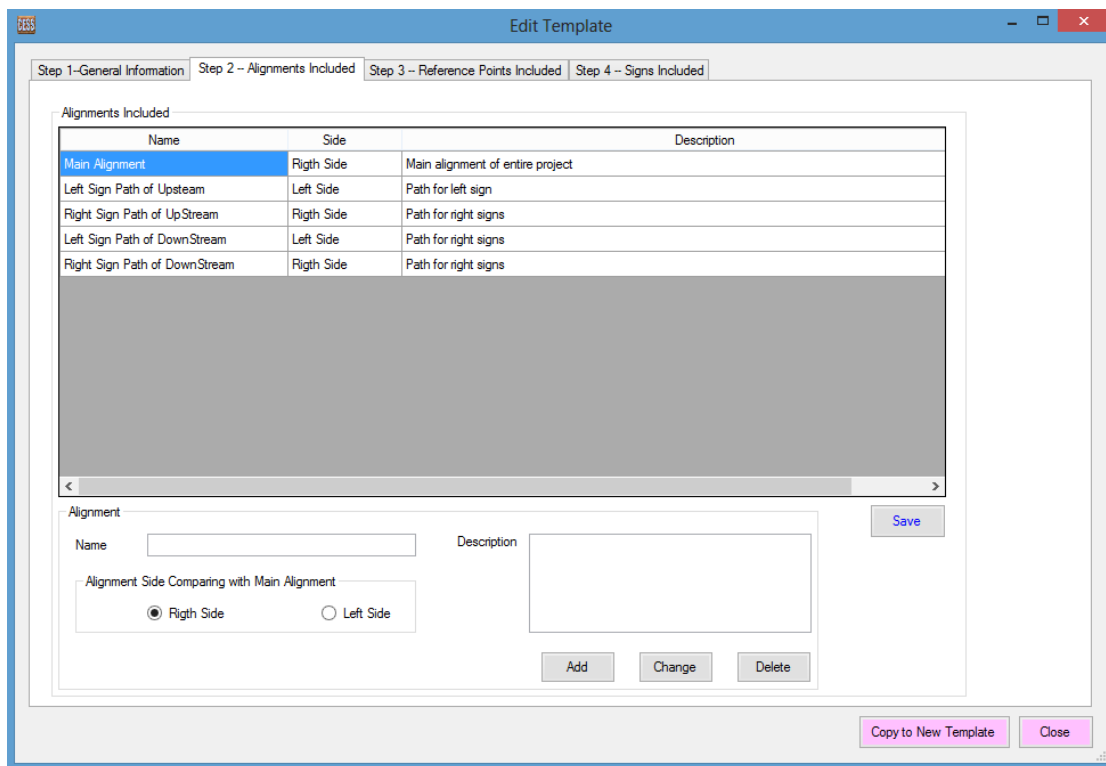 CESS
Edit Template
Step 1--General Information Step 2 -- Alignments Included Step 3 -- Reference Points Included Step 4 -- Signs Included
Alignments Included
Name Side Description
Main Alignment Rigth Side Main alignment of entire project
Left Sign Path of Upsteam Left Side Path for left sign
Right Sign Path of UpStream Rigth Side Path for right signs
Left Sign Path of DownStream Left Side Path for right signs
Right Sign Path of DownStream Rigth Side Path for right signs
Alignment
Save
Name Description
Alignment Side Comparing with Main Alignment
Rigth Side Left Side
Add Change Delete
Copy to New Template Close